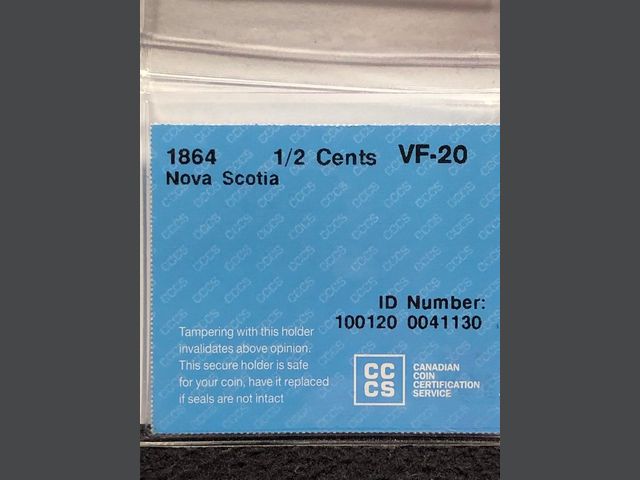 1864 1/2 Cents VF-20
Nova Scotia
ID Number:
100120 0041130
Tampering with this holder
invalidates above opinion.
This secure holder is safe
for your coin, have it replaced
if seals are not intact
CC
CS
CANADIAN
COIN
CERTIFICATION
SERVICE